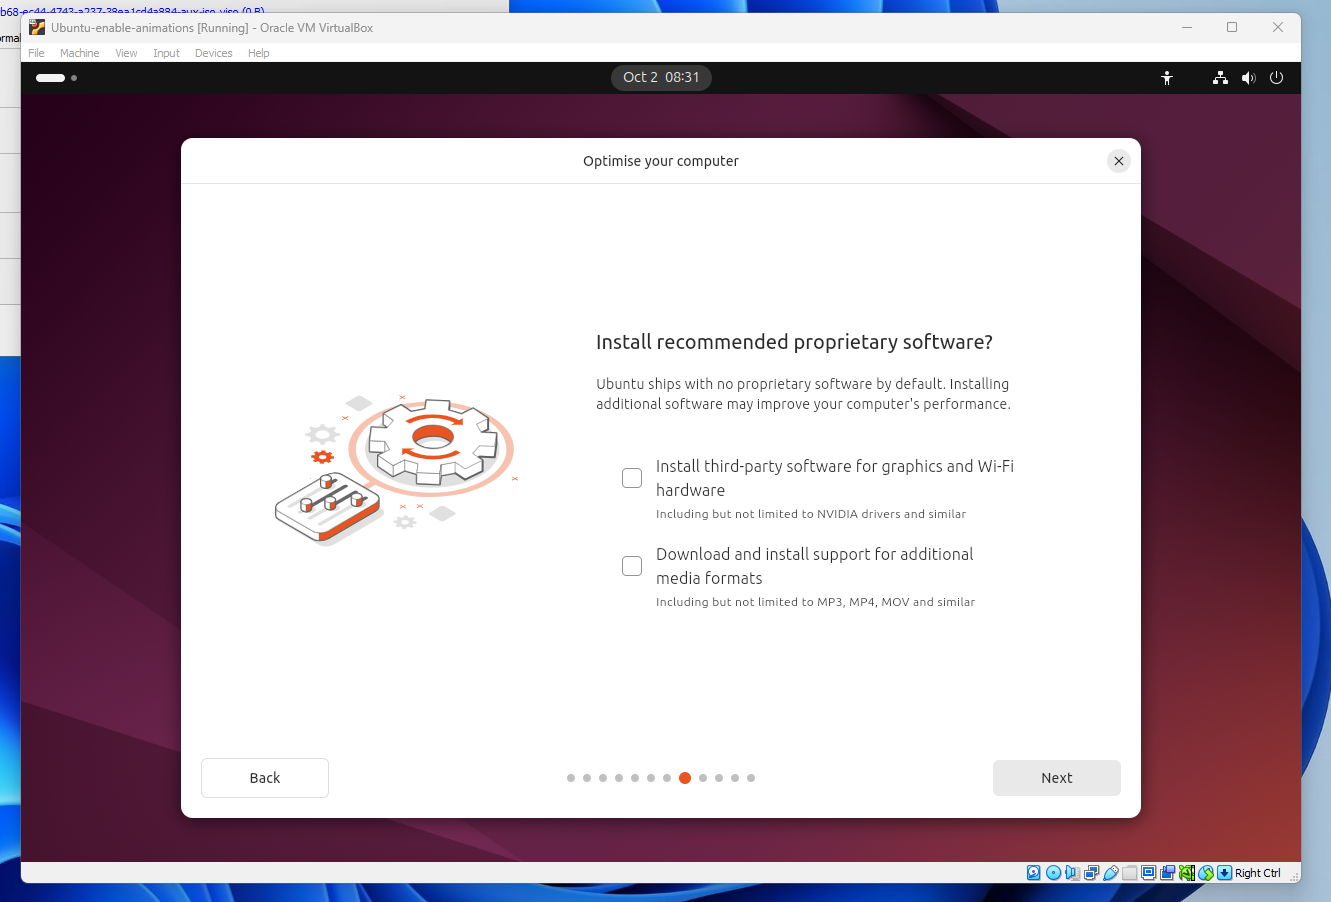 b68-ec44-4743-a237-38ea1cd4a884-aux-iso.viso (0 B)
Ubuntu-enable-animations [Running] - Oracle VM VirtualBox
File Machine View Input Devices Help
Oct 2 08:31
Optimise your computer
Install recommended proprietary software?
Ubuntu ships with no proprietary software by default. Installing
additional software may improve your computer's performance.
Install third-party software for graphics and Wi-Fi
hardware
Including but not limited to NVIDIA drivers and similar
Download and install support for additional
media formats
Including but not limited to MP3, MP4, MOV and similar
Back
Next
Right Ctrl